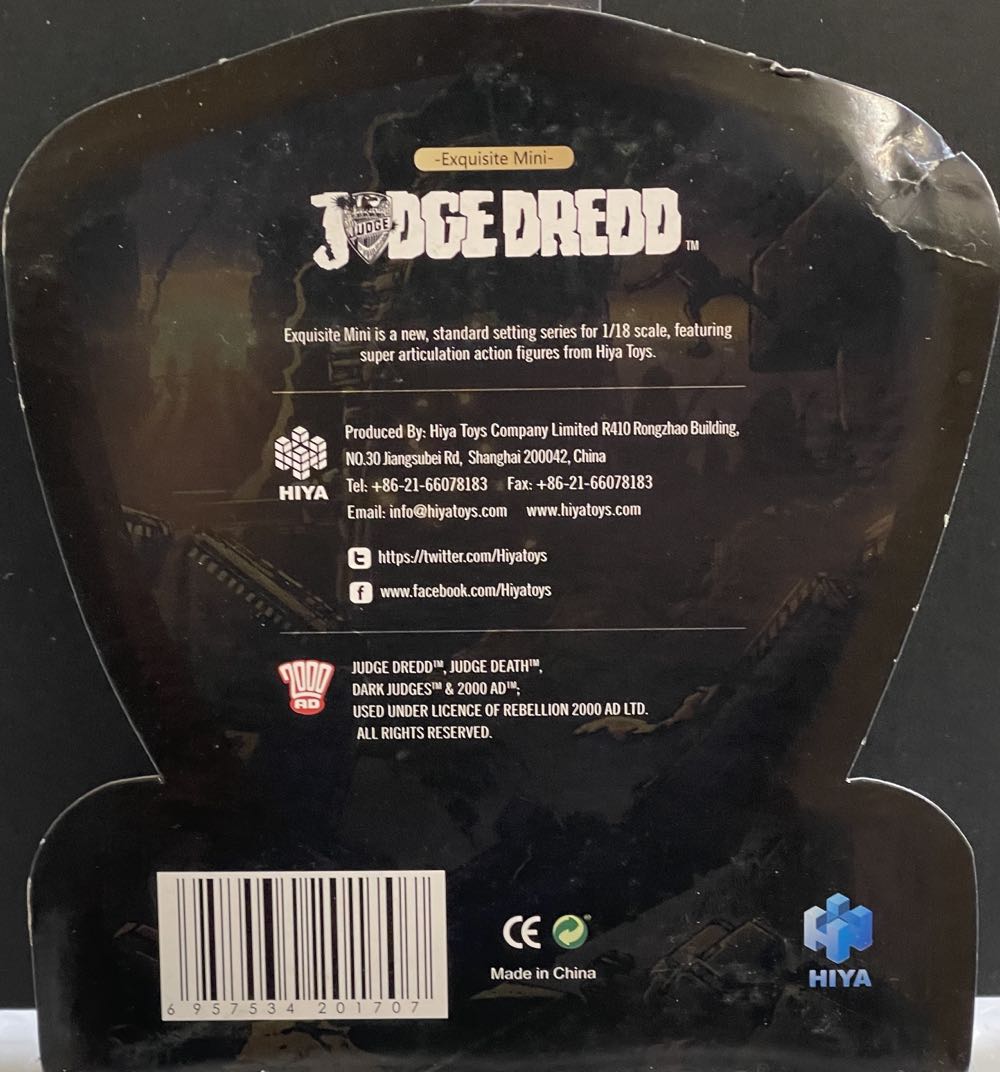 -Exquisite Mini-
JUDGE DREDD™
JUDGE
Exquisite Mini is a new, standard setting series for 1/18 scale, featuring
super articulation action figures from Hiya Toys.
Produced By: Hiya Toys Company Limited R410 Rongzhao Building,
NO.30 Jiangsubei Rd, Shanghai 200042, China
HIYA
Tel: +86-21-66078183 Fax: +86-21-66078183
Email: info@hiyatoys.com www.hiyatoys.com
t https://twitter.com/Hiyatoys
f www.facebook.com/Hiyatoys
2000
AD
JUDGE DREDD™, JUDGE DEATH™,
DARK JUDGES™ & 2000 AD™;
USED UNDER LICENCE OF REBELLION 2000 AD LTD.
ALL RIGHTS RESERVED.
6 957534 201707
CE
Made in China
HIYA